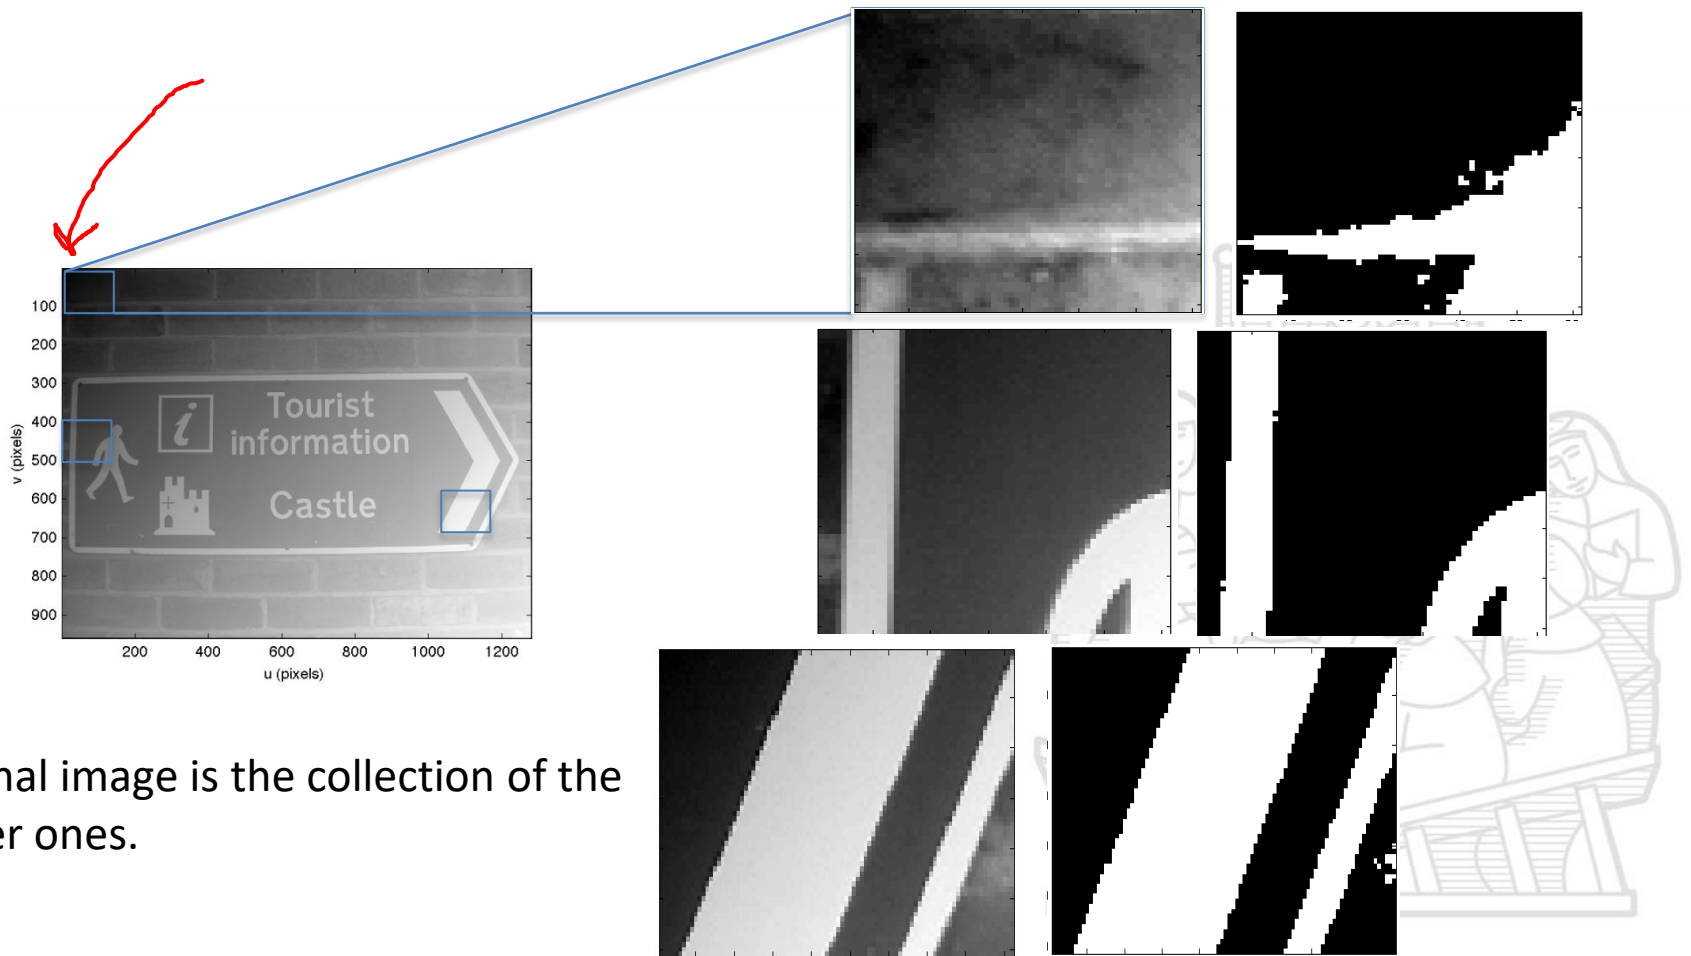 100
200
300
400
500
600
700
800
900
v (pixels)
200 400 600 800 1000 1200
u (pixels)
Tourist
information
Castle
nal image is the collection of the
er ones.